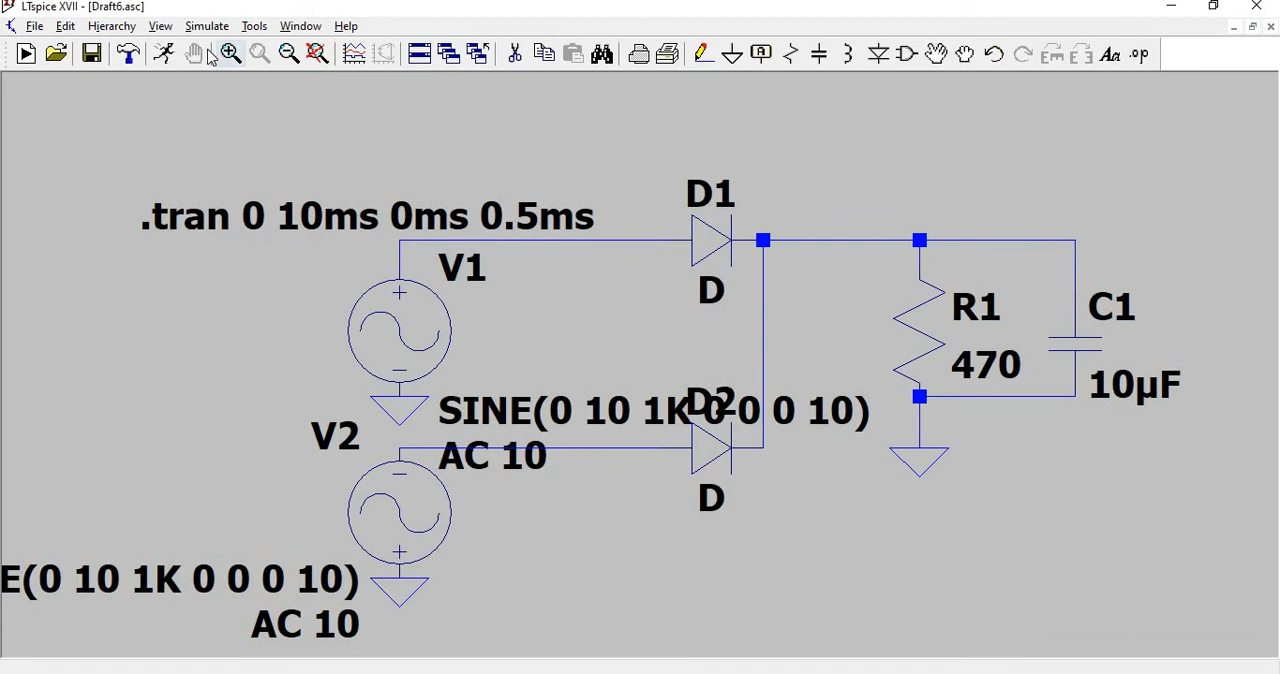 LTspice XVII - [Draft6.asc]
File Edit Hierarchy View Simulate Tools Window Help
Aa .op
.tran 0 10ms 0ms 0.5ms
D1
V1
D
R1
470
C1
10µF
SINE(0 10 1K 0 0 0 10)
AC 10
D2
D
V2
E(0 10 1K 0 0 0 10)
AC 10